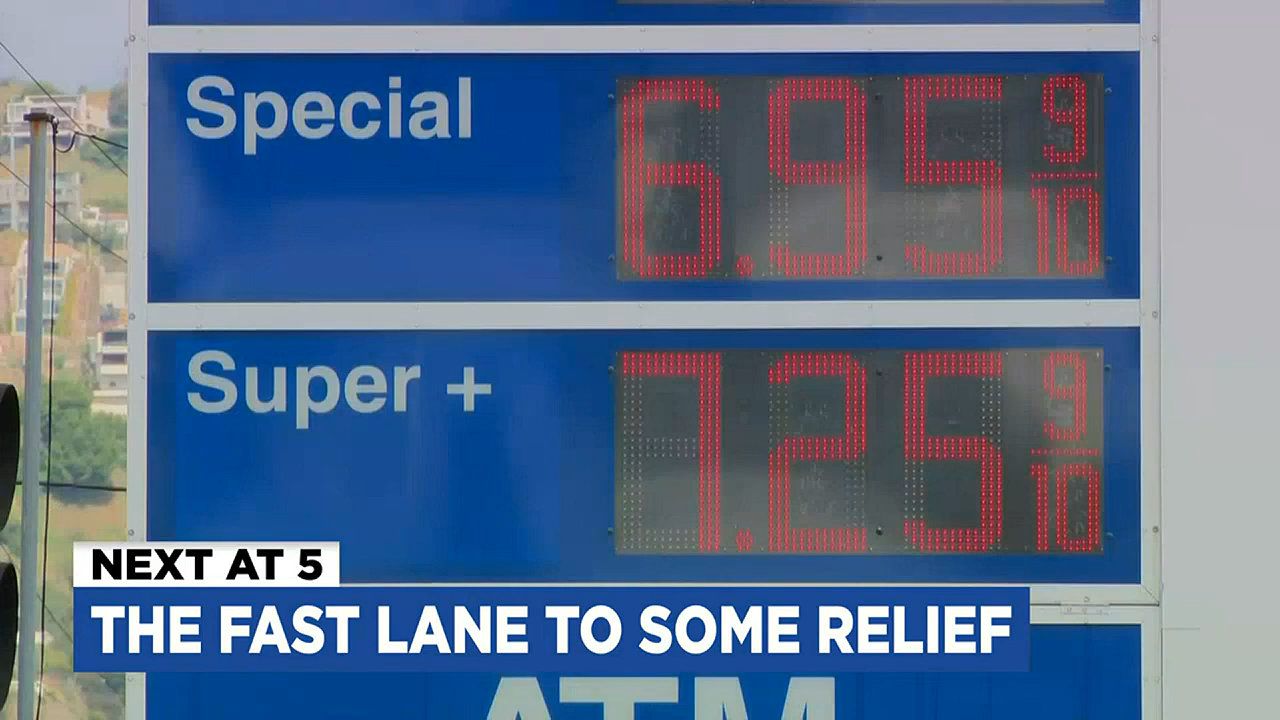 Special
6.95 9/10
Super +
7.25 9/10
NEXT AT 5
THE FAST LANE TO SOME RELIEF
ATM